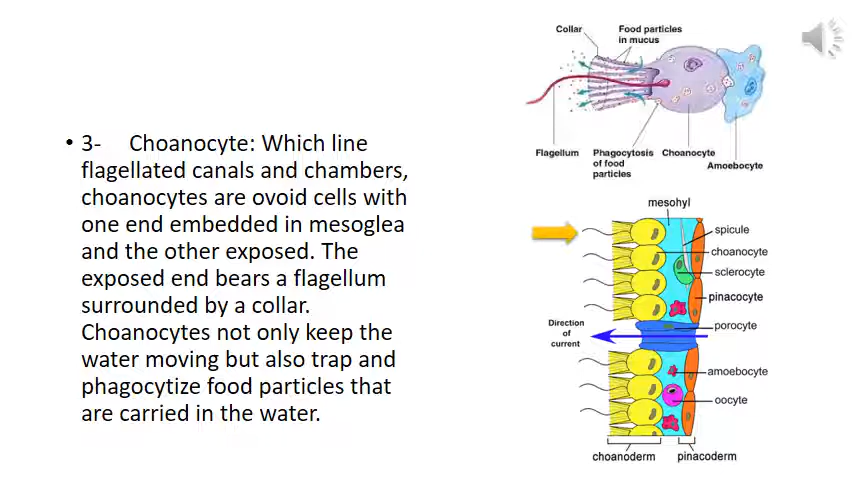 • 3- Choanocyte: Which line
flagellated canals and chambers,
choanocytes are ovoid cells with
one end embedded in mesoglea
and the other exposed. The
exposed end bears a flagellum
surrounded by a collar.
Choanocytes not only keep the
water moving but also trap and
phagocytize food particles that
are carried in the water.
Collar
Food particles
in mucus
Flagellum
Phagocytosis
of food
particles
Choanocyte
Amoebocyte
mesohyl
spicule
choanocyte
sclerocyte
pinacocyte
Direction
of
current
porocyte
amoebocyte
oocyte
choanoderm
pinacoderm